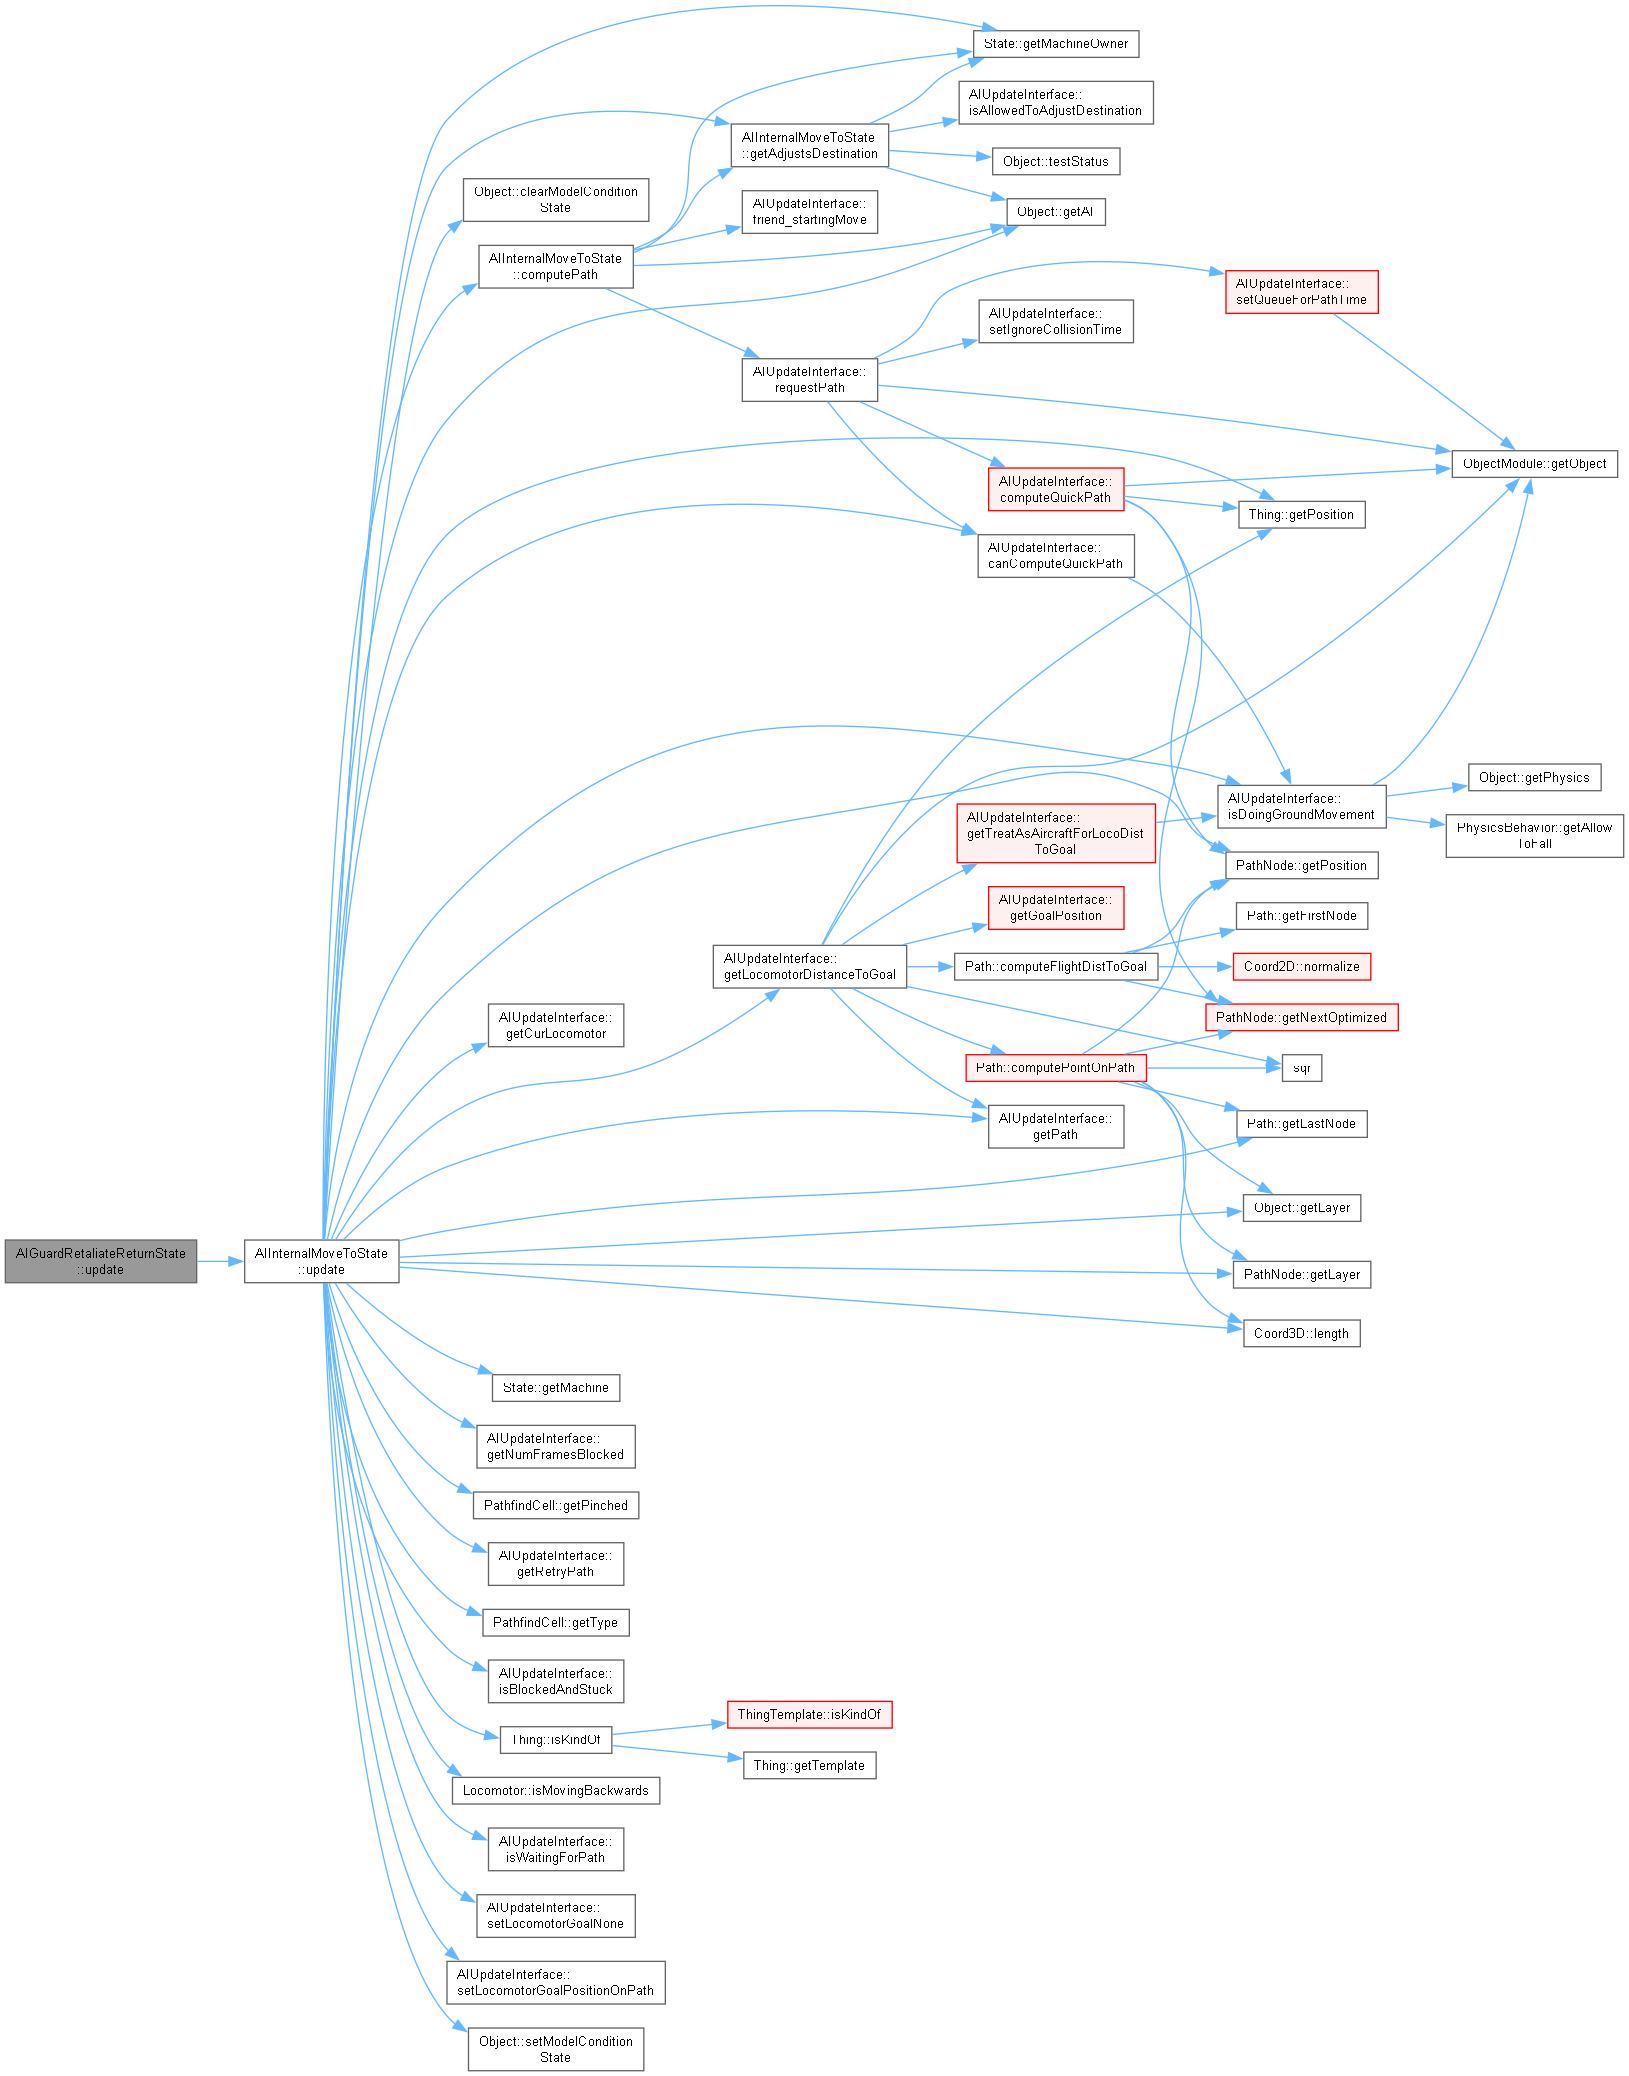 State::getMachineOwner
AIUpdateInterface::
isAllowedToAdjustDestination
AIInternalMoveToState
::getAdjustsDestination
Object::testStatus
Object::clearModelCondition
State
AIUpdateInterface::
friend_startingMove
Object::getAI
AIInternalMoveToState
::computePath
AIUpdateInterface::
setQueueForPathTime
AIUpdateInterface::
setIgnoreCollisionTime
AIUpdateInterface::
requestPath
ObjectModule::getObject
AIUpdateInterface::
computeQuickPath
Thing::getPosition
AIUpdateInterface::
canComputeQuickPath
Object::getPhysics
AIUpdateInterface::
isDoingGroundMovement
PhysicsBehavior::getAllow
ToFall
AIUpdateInterface::
getTreatAsAircraftForLocoDist
ToGoal
PathNode::getPosition
AIUpdateInterface::
getGoalPosition
Path::getFirstNode
AIUpdateInterface::
getLocomotorDistanceToGoal
Path::computeFlightDistToGoal
Coord2D::normalize
AIUpdateInterface::
getCurLocomotor
PathNode::getNextOptimized
Path::computePointOnPath
sqr
AIUpdateInterface::
getPath
Path::getLastNode
Object::getLayer
AIGuardRetaliateReturnState
::update
AIInternalMoveToState
::update
PathNode::getLayer
Coord3D::length
State::getMachine
AIUpdateInterface::
getNumFramesBlocked
PathfindCell::getPinched
AIUpdateInterface::
getRetryPath
PathfindCell::getType
AIUpdateInterface::
isBlockedAndStuck
ThingTemplate::isKindOf
Thing::isKindOf
Thing::getTemplate
Locomotor::isMovingBackwards
AIUpdateInterface::
isWaitingForPath
AIUpdateInterface::
setLocomotorGoalNone
AIUpdateInterface::
setLocomotorGoalPositionOnPath
Object::setModelCondition
State